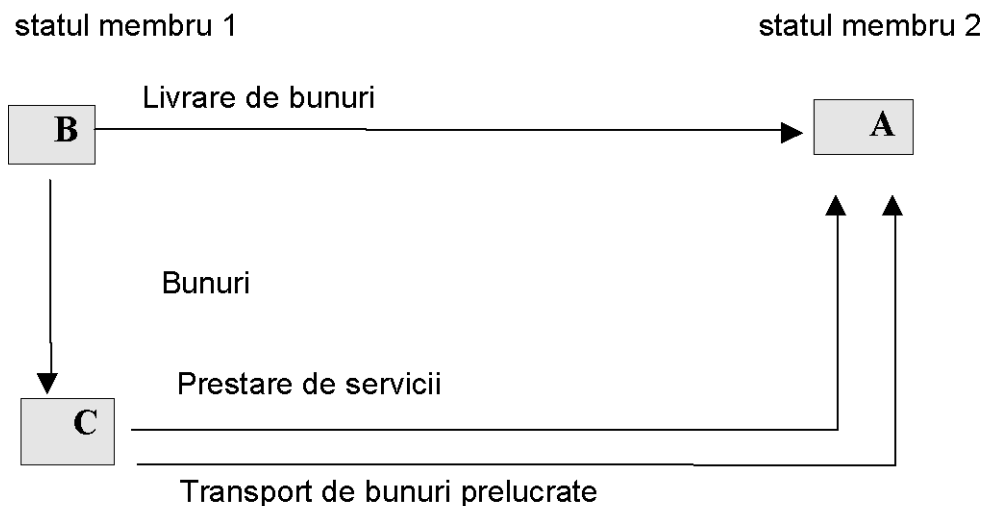 statul membru 1
statul membru 2
Livrare de bunuri
B
A
Bunuri
Prestare de servicii
C
Transport de bunuri prelucrate